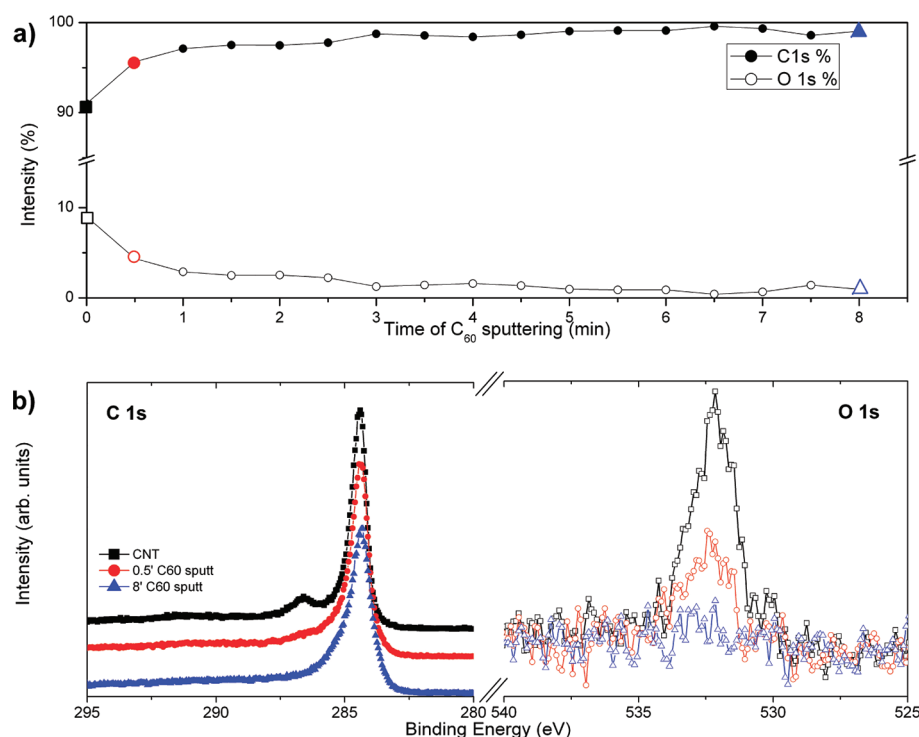 a)
100
90
10
0
Intensity (%)
C1s %
O 1s %
0 1 2 3 4 5 6 7 8
Time of C₆₀ sputtering (min)
b)
C 1s
O 1s
Intensity (arb. units)
CNT
0.5' C60 sputt
8' C60 sputt
295 290 285 280 540 535 530 525
Binding Energy (eV)